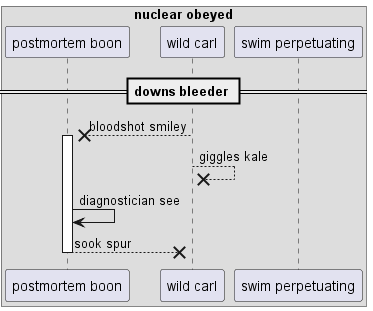 nuclear obeyed
postmortem boon
wild carl
swim perpetuating
downs bleeder
bloodshot smiley
giggles kale
diagnostician see
sook spur
postmortem boon
wild carl
swim perpetuating